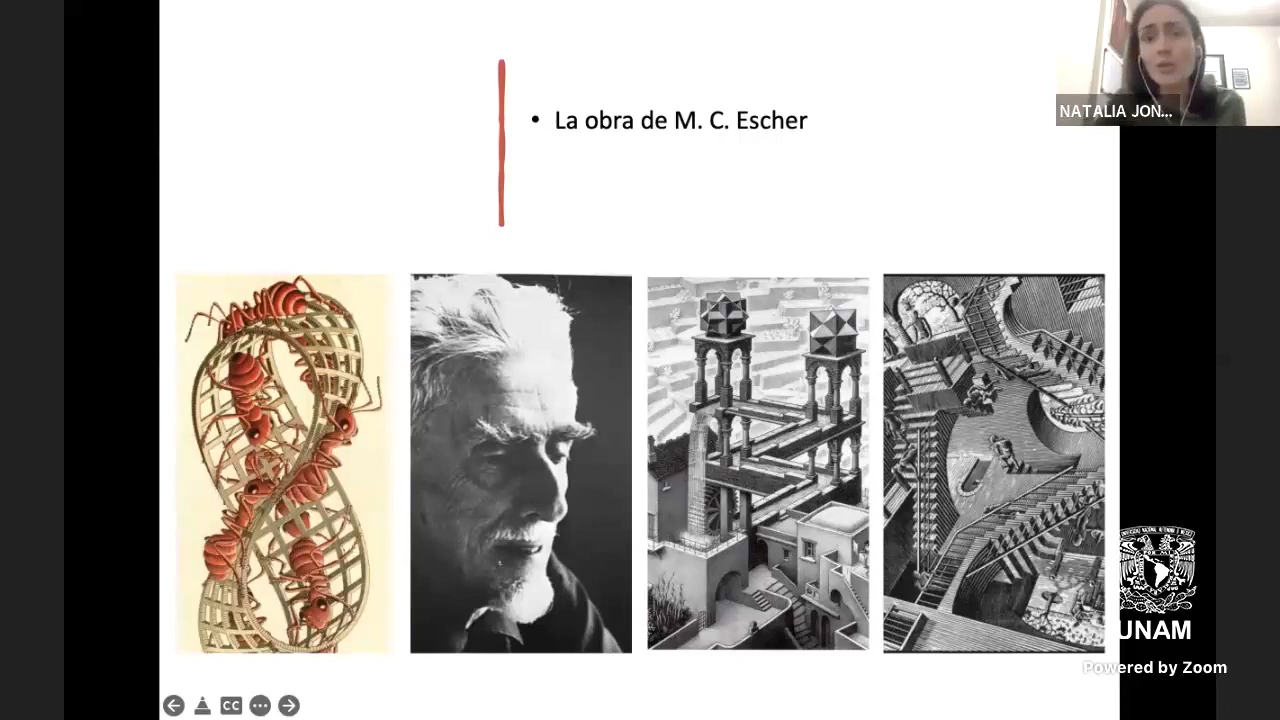 NATALIA JON...
• La obra de M. C. Escher
CC
UNAM
Powered by Zoom